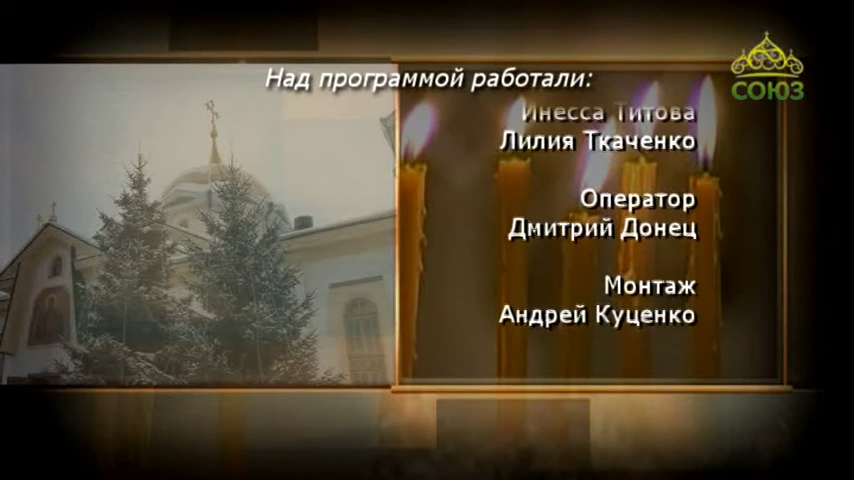 СОЮЗ
Над программой работали:
Инесса Титова
Лилия Ткаченко
Оператор
Дмитрий Донец
Монтаж
Андрей Куценко